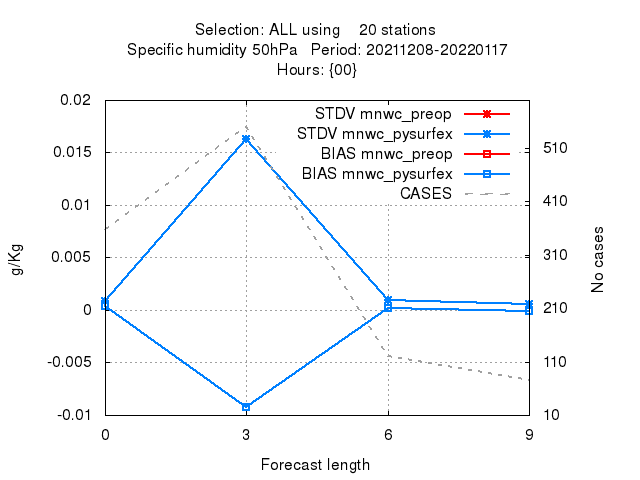 Selection: ALL using 20 stations
Specific humidity 50hPa Period: 20211208-20220117
Hours: {00}
STDV mnwc_preop
STDV mnwc_pysurfex
BIAS mnwc_preop
BIAS mnwc_pysurfex
CASES
0.02
0.015
0.01
0.005
0
-0.005
-0.01
g/Kg
510
410
310
210
110
10
No cases
0 3 6 9
Forecast length